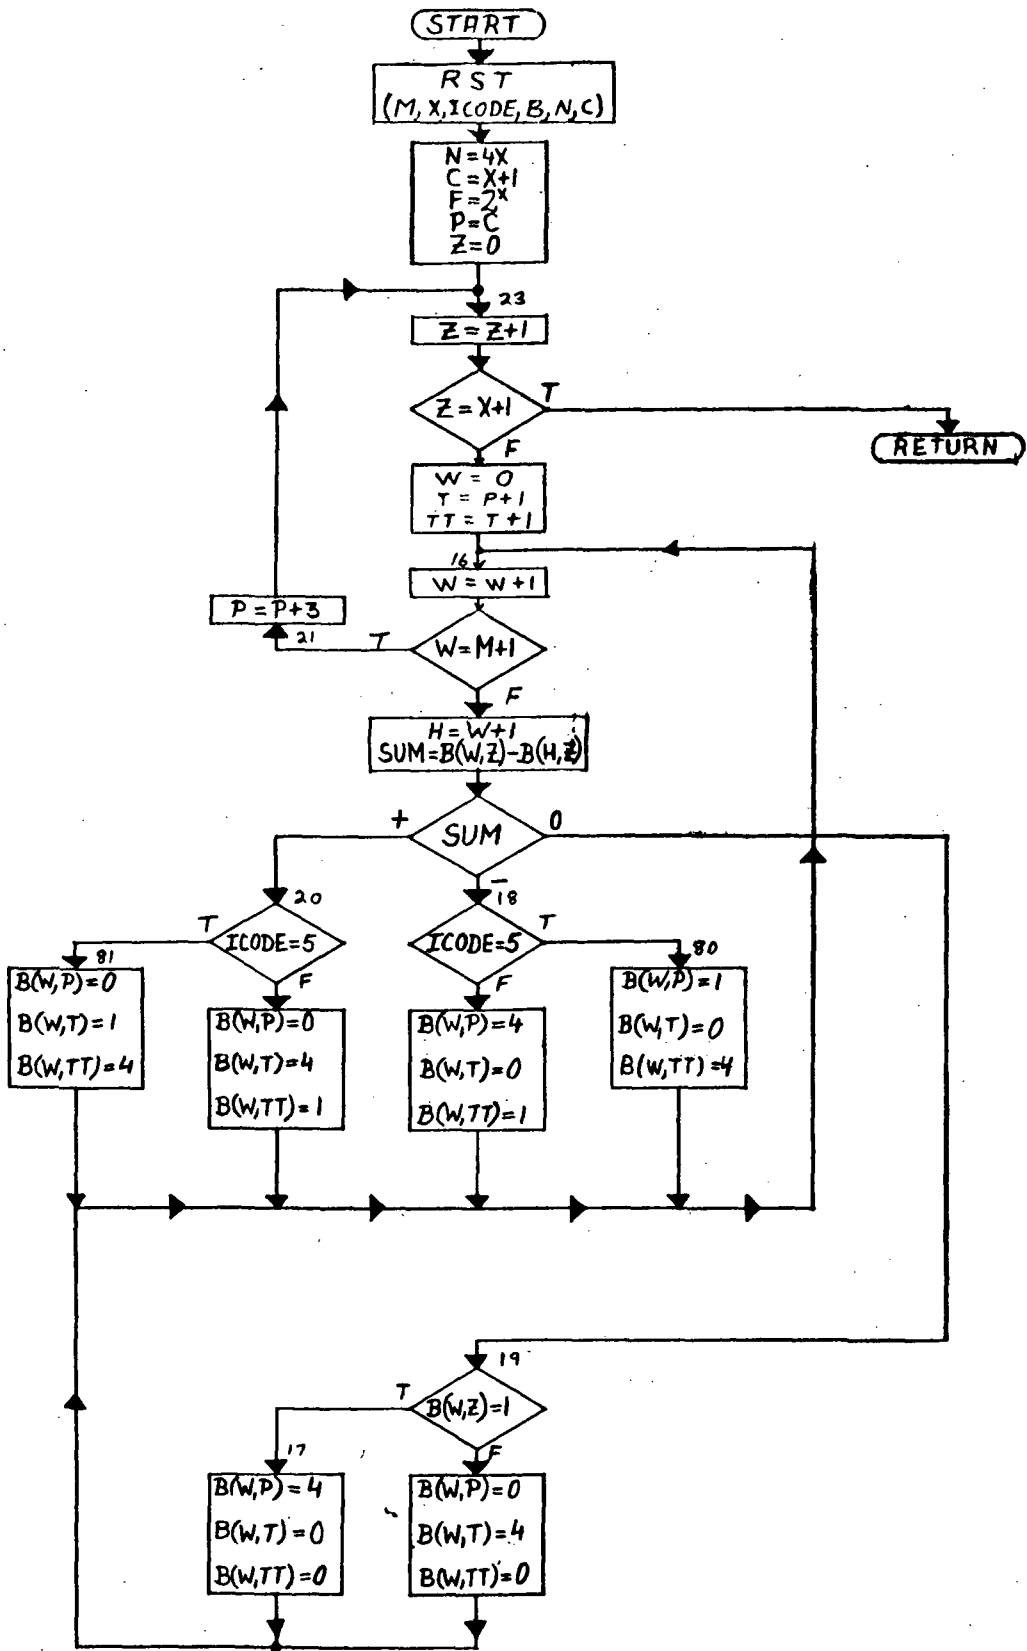 START
RST
(M, X, ICODE, B, N, C)
N = 4X
C = X+1
F = 2^X
P = C
Z = 0
23
Z = Z+1
Z = X+1
T
F
RETURN
W = 0
T = P+1
TT = T+1
16
W = W+1
P = P+3
21
T
W = M+1
F
H = W+1
SUM = B(W,Z) - B(H,Z)
+
SUM
0
−
20
18
T
ICODE = 5
F
ICODE = 5
T
F
81
80
B(W,P) = 0
B(W,T) = 1
B(W,TT) = 4
B(W,P) = 0
B(W,T) = 4
B(W,TT) = 1
B(W,P) = 4
B(W,T) = 0
B(W,TT) = 1
B(W,P) = 1
B(W,T) = 0
B(W,TT) = 4
19
T
B(W,Z) = 1
F
17
B(W,P) = 4
B(W,T) = 0
B(W,TT) = 0
B(W,P) = 0
B(W,T) = 4
B(W,TT) = 0